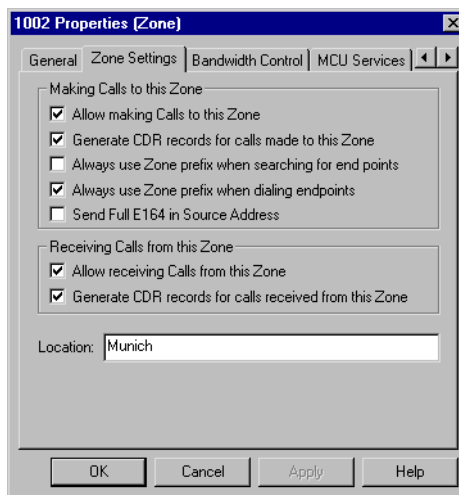 1002 Properties (Zone)
General Zone Settings Bandwidth Control MCU Services
Making Calls to this Zone
Allow making Calls to this Zone
Generate CDR records for calls made to this Zone
Always use Zone prefix when searching for end points
Always use Zone prefix when dialing endpoints
Send Full E164 in Source Address
Receiving Calls from this Zone
Allow receiving Calls from this Zone
Generate CDR records for calls received from this Zone
Location: Munich
OK Cancel Apply Help